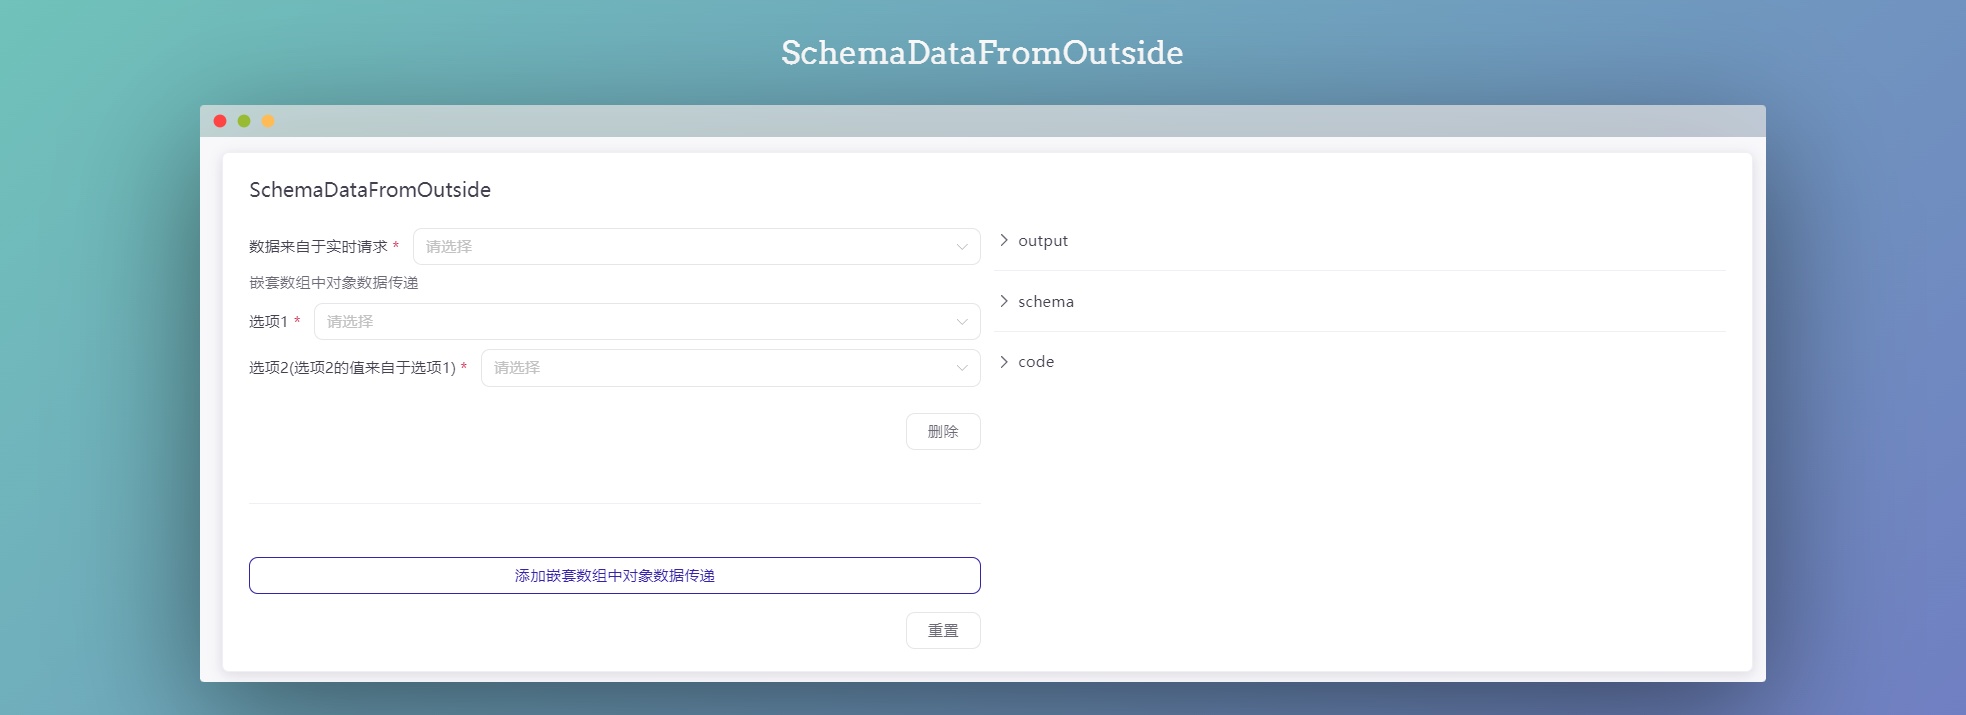 SchemaDataFromOutside
SchemaDataFromOutside
数据来自于实时请求 * 请选择
嵌套数组中对象数据传递
选项1 * 请选择
选项2(选项2的值来自于选项1) * 请选择
删除
添加嵌套数组中对象数据传递
重置
output
schema
code